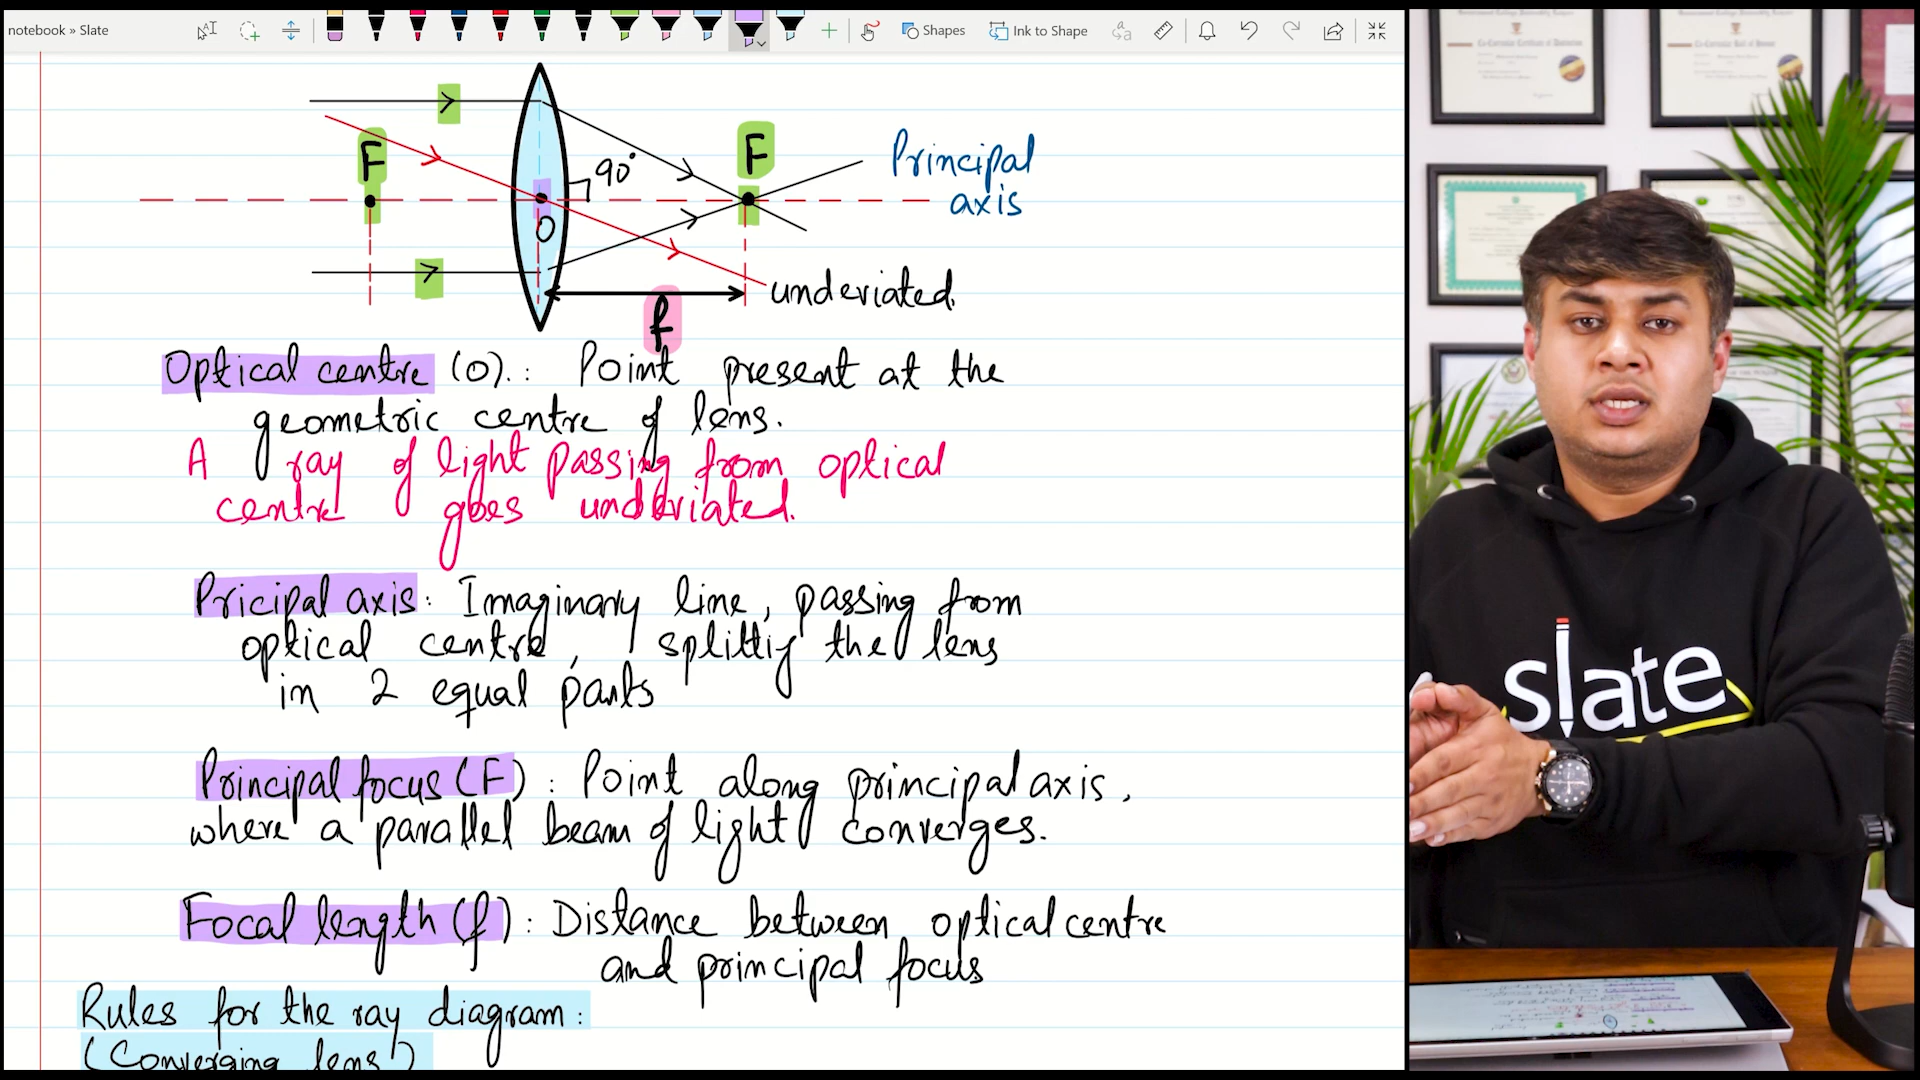 notebook » Slate
Shapes
Ink to Shape
F
90°
F
Principal
axis
O
undeviated.
f
Optical centre (O).: Point present at the
geometric centre of lens.
A ray of light passing from optical
centre goes undeviated.
Pricipal axis: Imaginary line, passing from
optical centre, splittig the lens
in 2 equal parts
Principal focus (F): Point along principal axis,
where a parallel beam of light converges.
Focal length (f): Distance between optical centre
and principal focus
Rules for the ray diagram:
(Converging lens)
slate